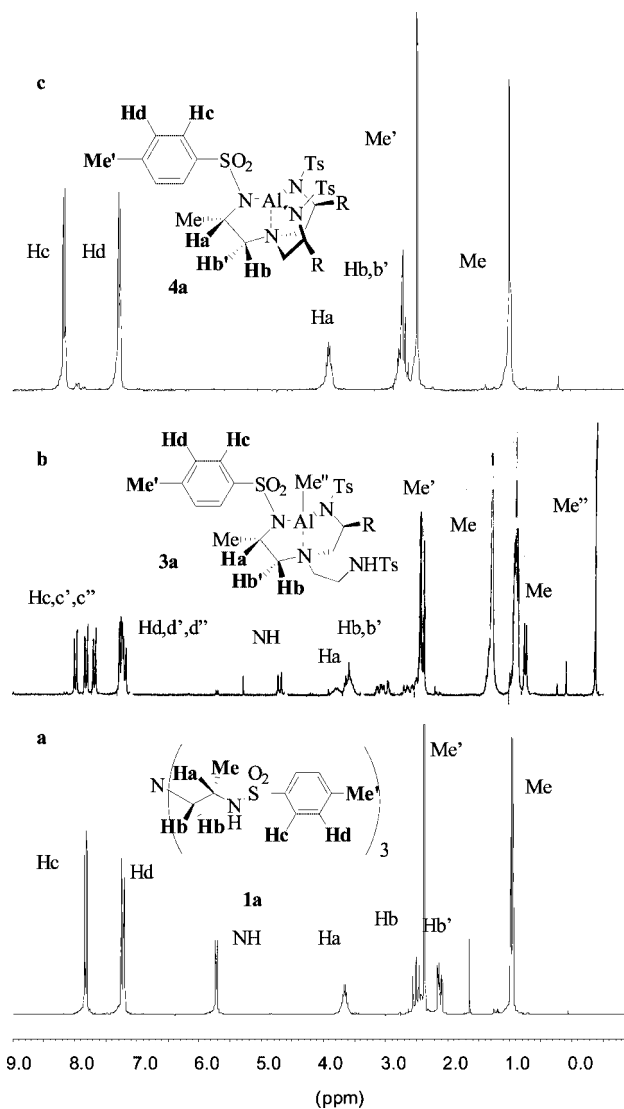 c
Hd Hc
Me' SO2 Ts
N Ts
N Al N
Me R
Ha N
Hb' Hb R
4a
Hc Hd Ha Hb,b' Me' Me
b
Hd Hc
Me' SO2 Me'' Ts
N Al N
Me R
Ha N
Hb' Hb NHTs
3a
Hc,c',c'' Hd,d',d'' NH Ha Hb,b' Me' Me Me Me''
a
Ha Me O2
N N S Me'
H
Hb Hb Hc Hd 3
1a
Hc Hd NH Ha Hb Hb' Me' Me
9.0 8.0 7.0 6.0 5.0 4.0 3.0 2.0 1.0 0.0
(ppm)